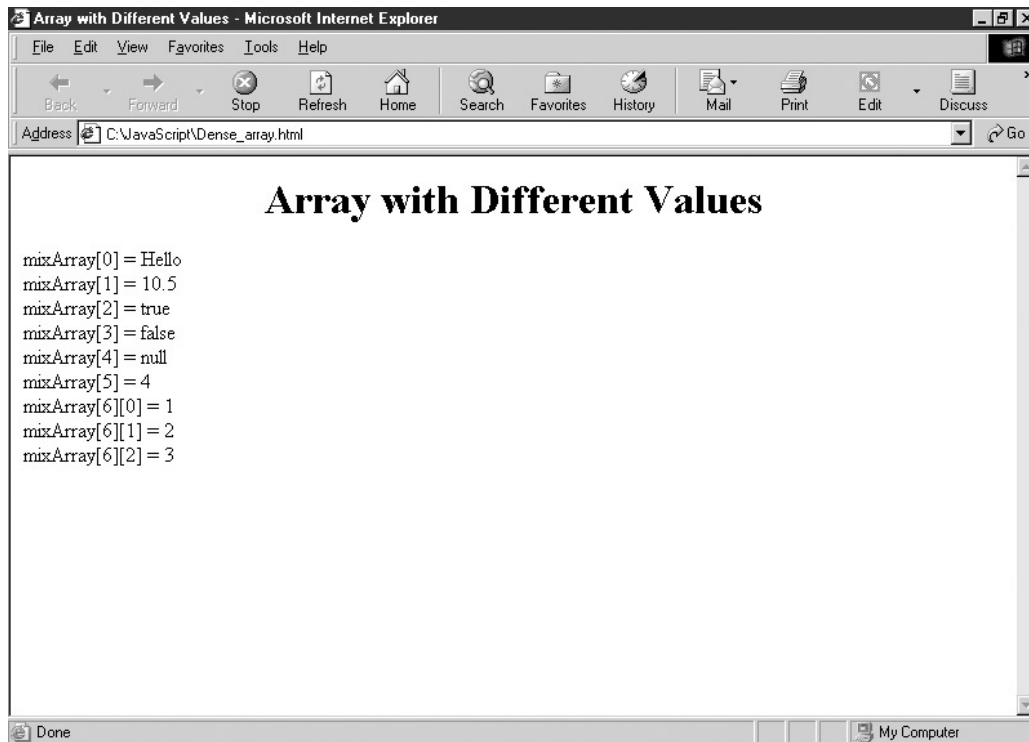 Array with Different Values - Microsoft Internet Explorer
File Edit View Favorites Tools Help
Back Forward Stop Refresh Home Search Favorites History Mail Print Edit Discuss
Address C:\JavaScript\Dense_array.html Go
Array with Different Values
mixArray[0] = Hello
mixArray[1] = 10.5
mixArray[2] = true
mixArray[3] = false
mixArray[4] = null
mixArray[5] = 4
mixArray[6][0] = 1
mixArray[6][1] = 2
mixArray[6][2] = 3
Done My Computer